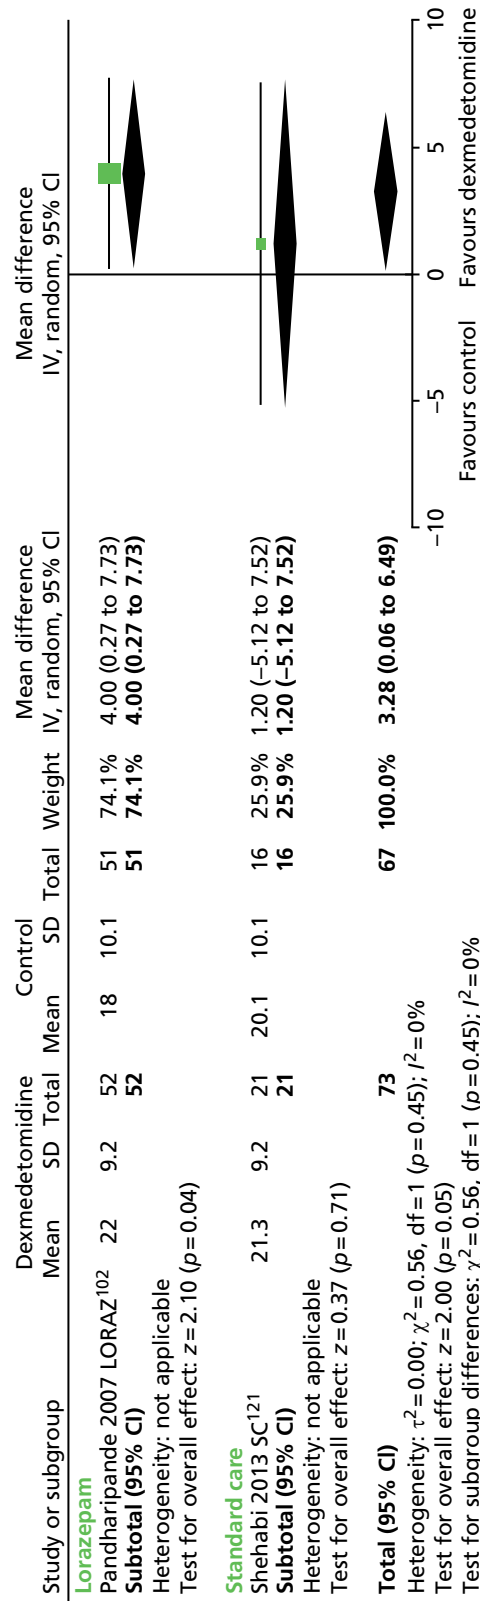 Dexmedetomidine Control Mean difference Mean difference
Study or subgroup Mean SD Total Mean SD Total Weight IV, random, 95% CI IV, random, 95% CI
Lorazepam
Pandharipande 2007 LORAZ102 22 9.2 52 18 10.1 51 74.1% 4.00 (0.27 to 7.73)
Subtotal (95% CI) 52 51 74.1% 4.00 (0.27 to 7.73)
Heterogeneity: not applicable
Test for overall effect: z=2.10 (p=0.04)
Standard care
Shehabi 2013 SC121 21.3 9.2 21 20.1 10.1 16 25.9% 1.20 (−5.12 to 7.52)
Subtotal (95% CI) 21 16 25.9% 1.20 (−5.12 to 7.52)
Heterogeneity: not applicable
Test for overall effect: z=0.37 (p=0.71)
Total (95% CI) 73 67 100.0% 3.28 (0.06 to 6.49)
Heterogeneity: τ2=0.00; χ2=0.56, df=1 (p=0.45); I2=0%
Test for overall effect: z=2.00 (p=0.05)
Test for subgroup differences: χ2=0.56, df=1 (p=0.45); I2=0%
−10 −5 0 5 10
Favours control Favours dexmedetomidine